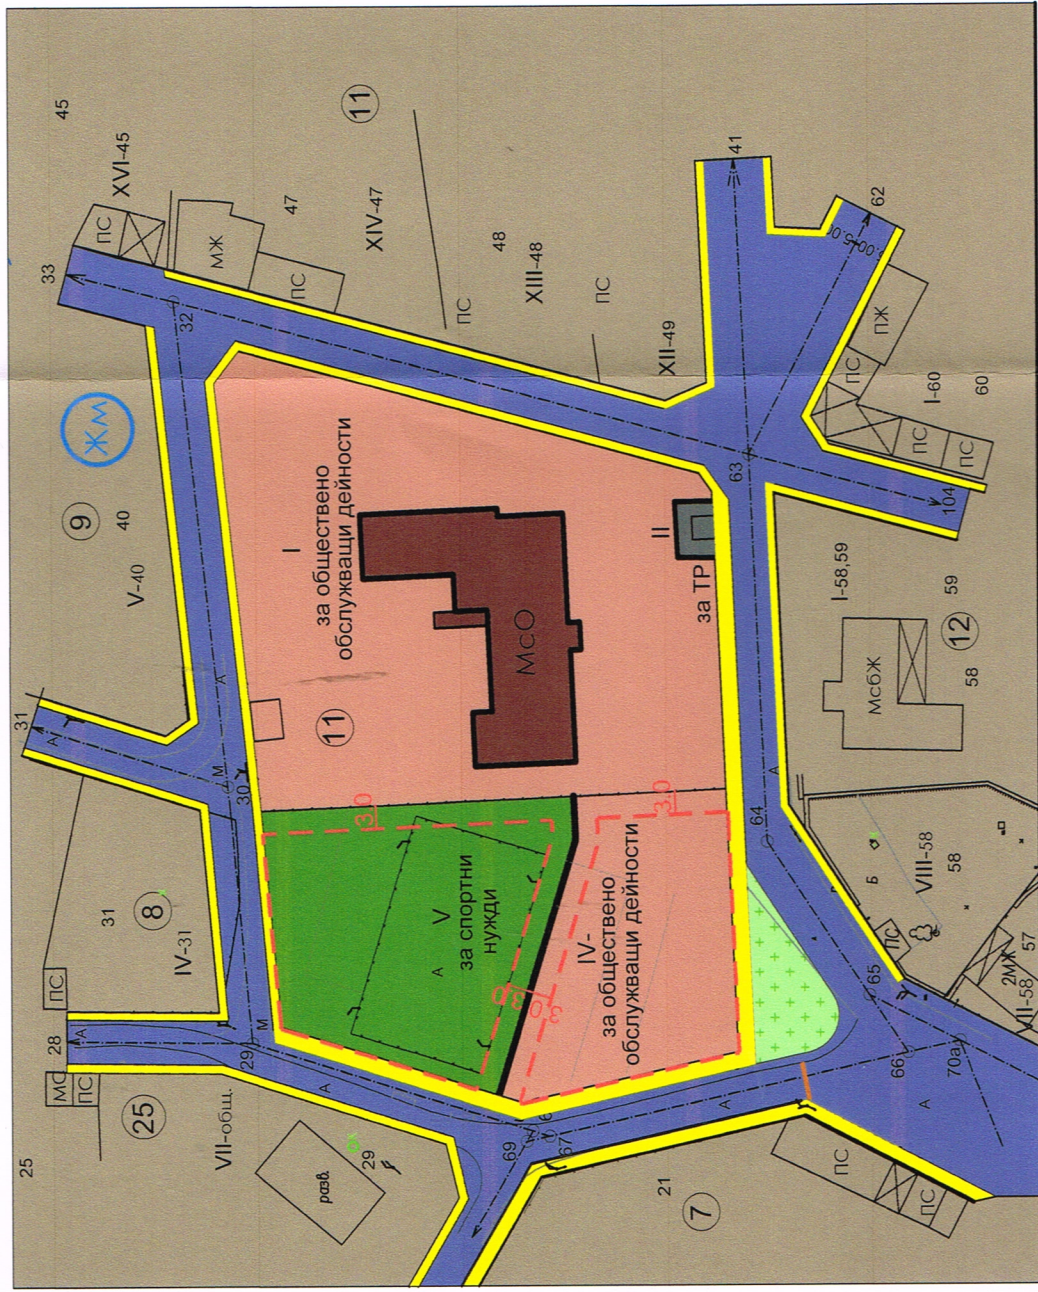 45
XVI-45
ПС
33
11
47
МЖ
XIV-47
ПС
32
48
XIII-48
ПС
ПС
41
62
XII-49
ПЖ
ПС
I-60
60
ПС
ПС
63
104
ЖМ
9
40
V-40
I
за обществено
обслужващи дейности
МсО
II
за ТР
11
I-58,59
59
12
58
МсбЖ
31
А
А
М
30
3.0
3.0
А
64
31
8
IV-31
V
за спортни
нужди
А
IV-
за обществено
обслужващи дейности
3.0
3.0
Б
VIII-58
58
ПС
57
2МЖ
VII-58
65
66
70а
ПС
28
А
М
29
МС
ПС
25
25
VII-общ.
А
разв.
29
69
67
А
А
21
7
ПС
ПС